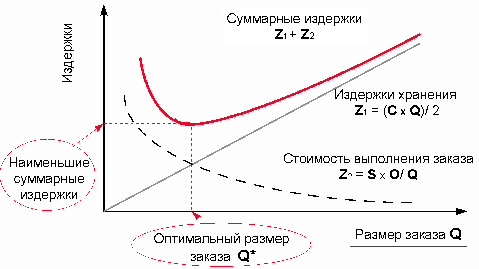 Суммарные издержки
Z1 + Z2
Издержки
Издержки хранения
Z1 = (C x Q)/ 2
Наименьшие
суммарные
издержки
Стоимость выполнения заказа
Z2 = S x O/ Q
Оптимальный размер
заказа Q*
Размер заказа Q